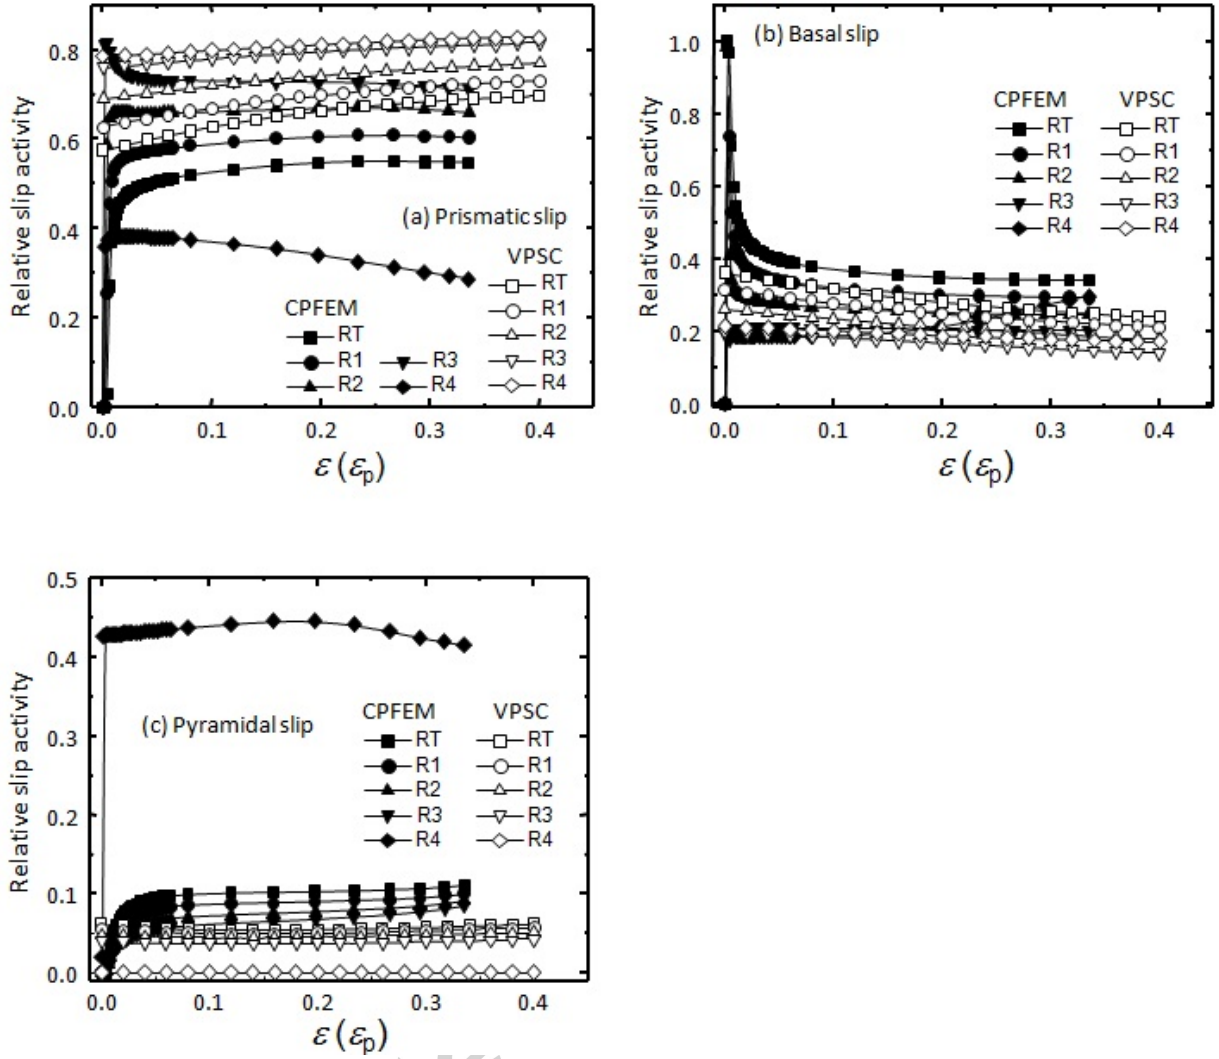 Relative slip activity
0.8
0.6
0.4
0.2
0.0
(a) Prismatic slip
CPFEM
RT
R1
R2
R3
R4
VPSC
RT
R1
R2
R3
R4
0.0 0.1 0.2 0.3 0.4
ε (εp)
Relative slip activity
1.0
0.8
0.6
0.4
0.2
0.0
(b) Basal slip
CPFEM VPSC
RT RT
R1 R1
R2 R2
R3 R3
R4 R4
0.0 0.1 0.2 0.3 0.4
ε (εp)
Relative slip activity
0.5
0.4
0.3
0.2
0.1
0.0
(c) Pyramidal slip
CPFEM VPSC
RT RT
R1 R1
R2 R2
R3 R3
R4 R4
0.0 0.1 0.2 0.3 0.4
ε (εp)